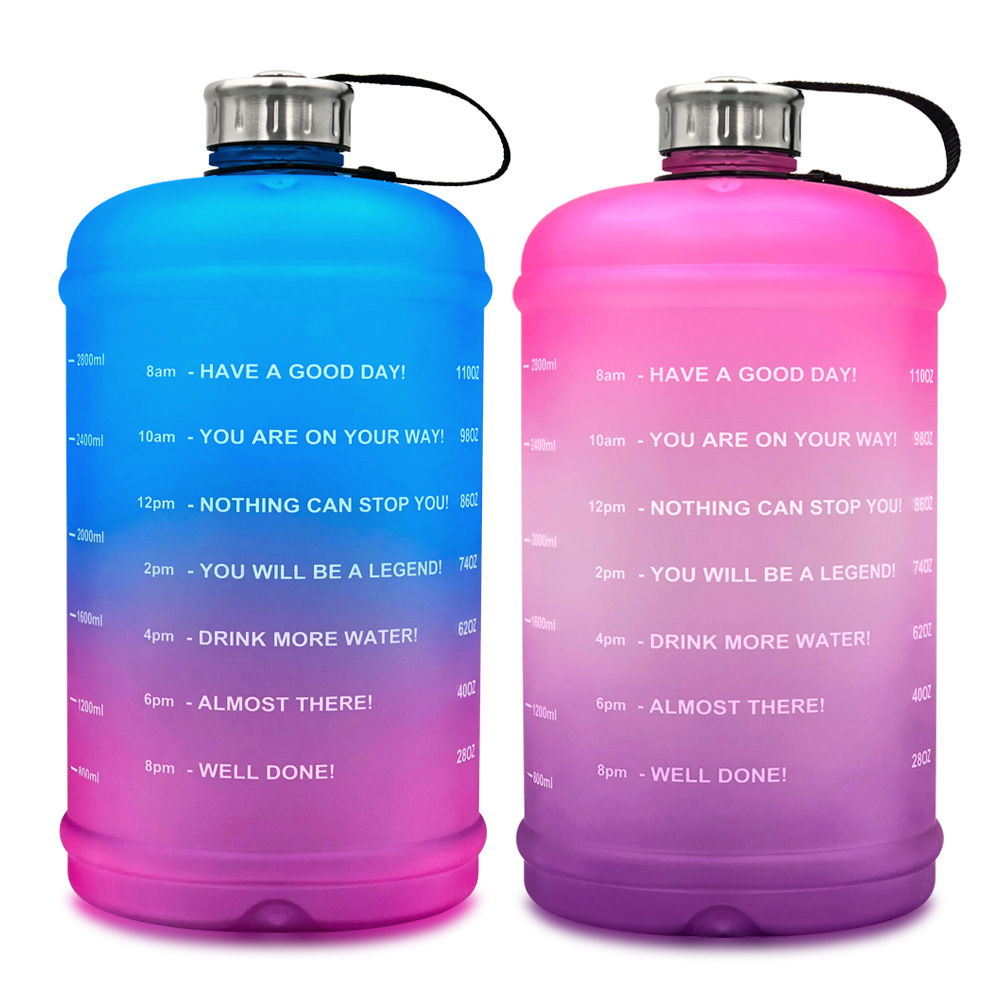 2800ml
8am - HAVE A GOOD DAY! 110OZ
2400ml
10am - YOU ARE ON YOUR WAY! 98OZ
12pm - NOTHING CAN STOP YOU! 86OZ
2000ml
2pm - YOU WILL BE A LEGEND! 74OZ
1600ml
4pm - DRINK MORE WATER! 62OZ
1200ml
6pm - ALMOST THERE! 40OZ
800ml
8pm - WELL DONE! 28OZ
2800ml
8am - HAVE A GOOD DAY! 110OZ
2400ml
10am - YOU ARE ON YOUR WAY! 98OZ
12pm - NOTHING CAN STOP YOU! 86OZ
2000ml
2pm - YOU WILL BE A LEGEND! 74OZ
1600ml
4pm - DRINK MORE WATER! 62OZ
1200ml
6pm - ALMOST THERE! 40OZ
800ml
8pm - WELL DONE! 28OZ